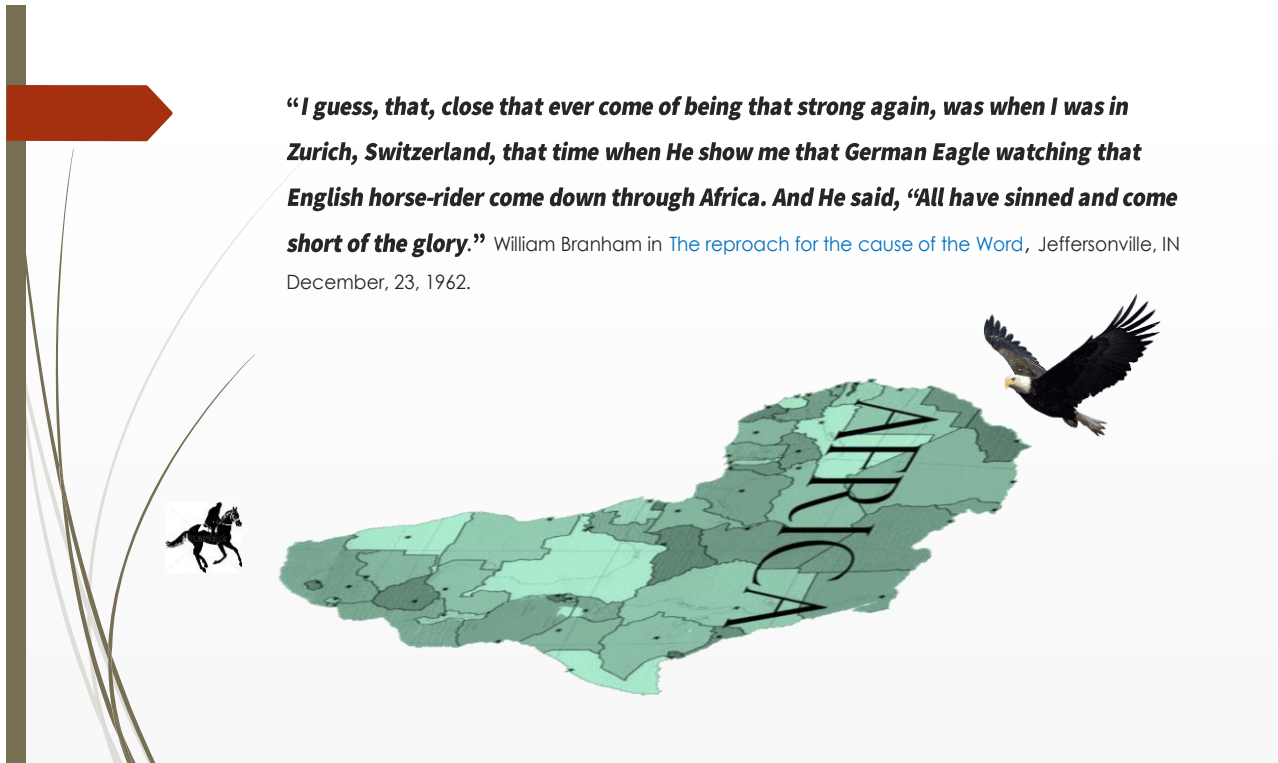 “I guess, that, close that ever come of being that strong again, was when I was in
Zurich, Switzerland, that time when He show me that German Eagle watching that
English horse-rider come down through Africa. And He said, “All have sinned and come
short of the glory.” William Branham in The reproach for the cause of the Word, Jeffersonville, IN
December, 23, 1962.
AFRICA